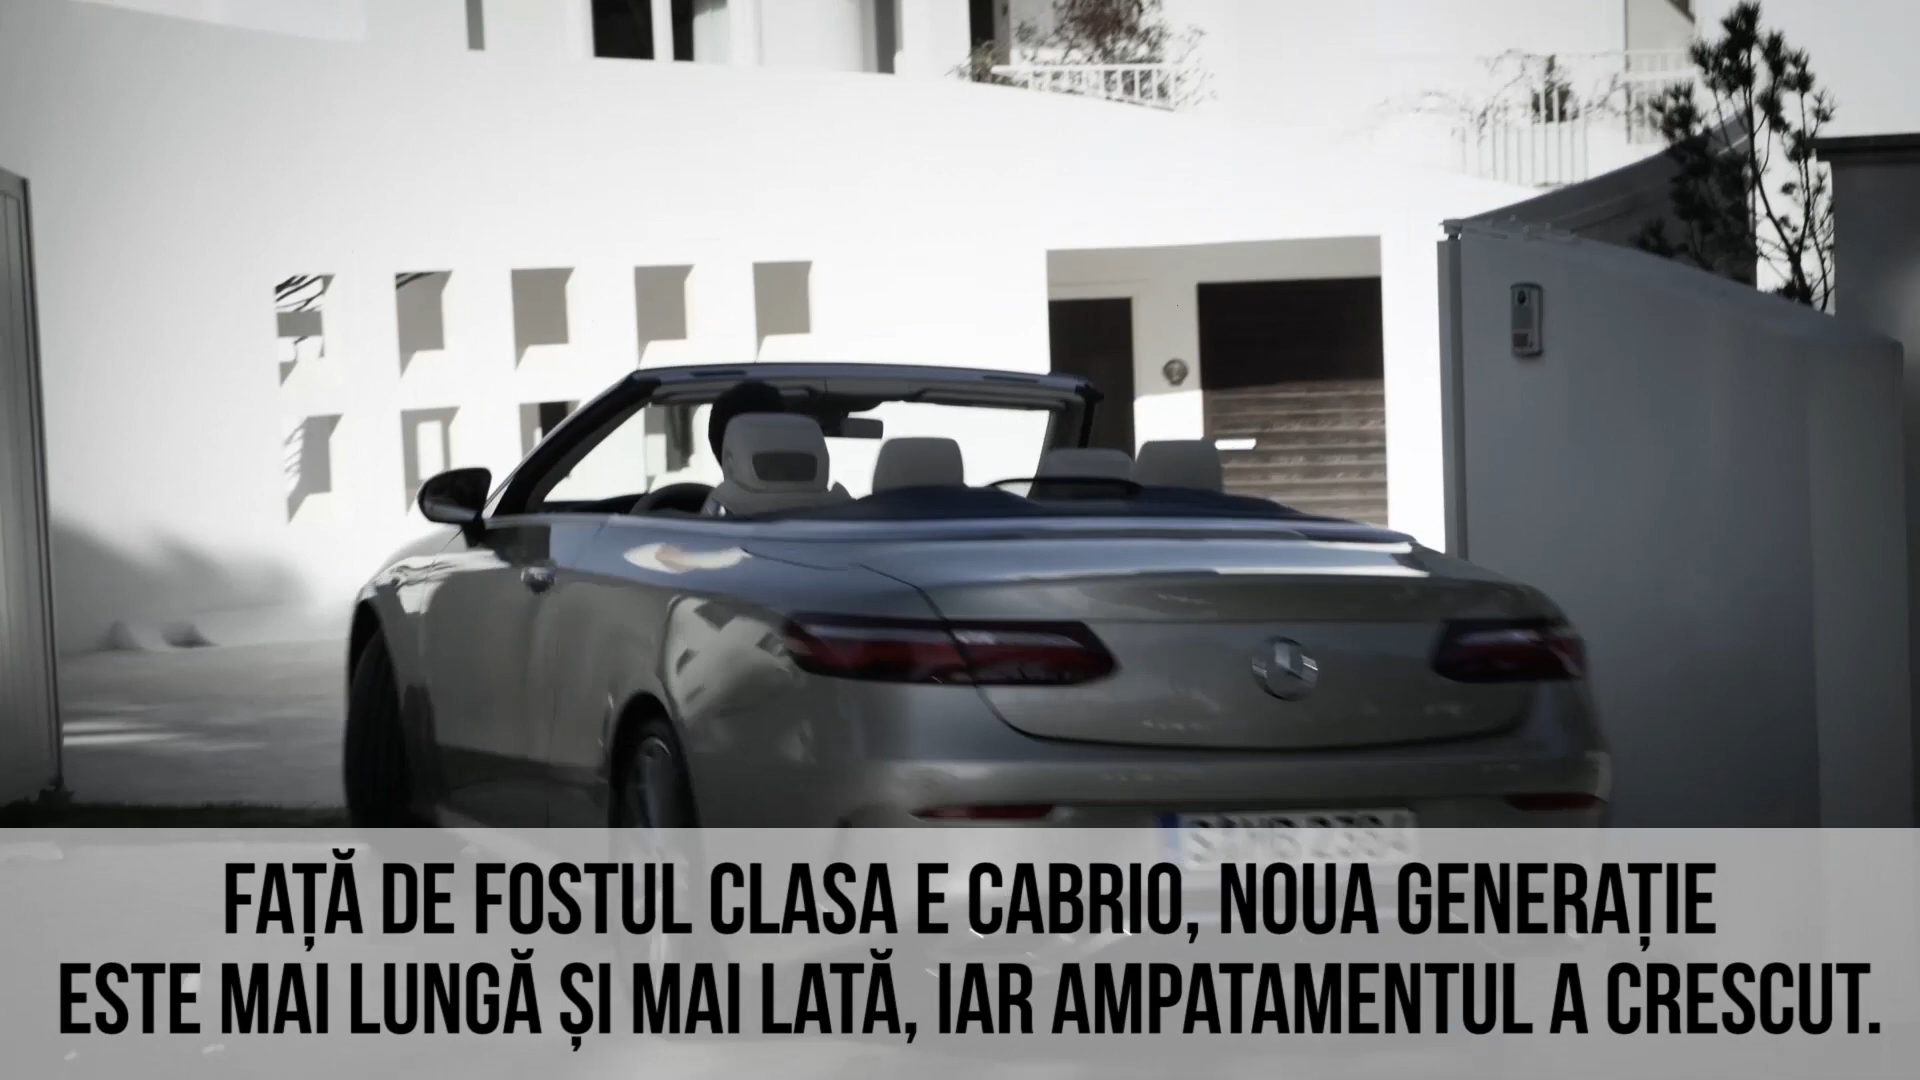 FAȚĂ DE FOSTUL CLASA E CABRIO, NOUA GENERAȚIE
ESTE MAI LUNGĂ ȘI MAI LATĂ, IAR AMPATAMENTUL A CRESCUT.